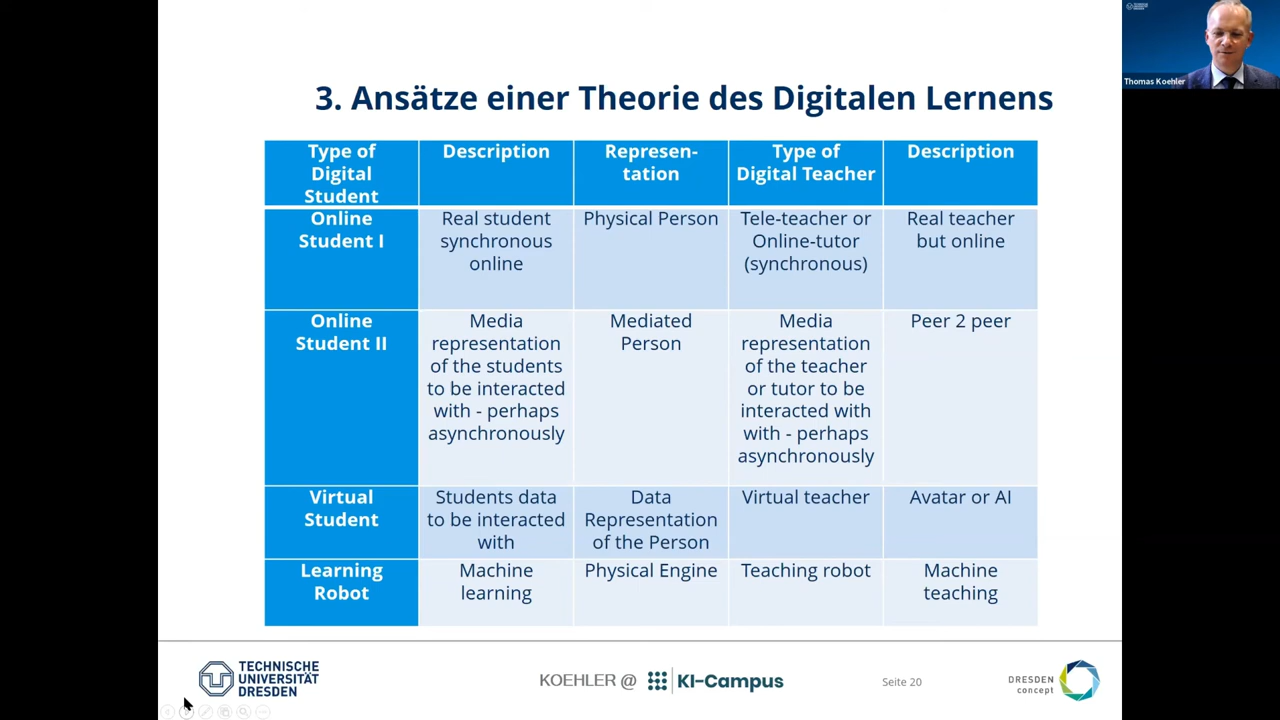 TECHNISCHE
UNIVERSITÄT
DRESDEN
Thomas Koehler
3. Ansätze einer Theorie des Digitalen Lernens
Type of
Digital
Student
Description
Represen-
tation
Type of
Digital Teacher
Description
Online
Student I
Real student
synchronous
online
Physical Person
Tele-teacher or
Online-tutor
(synchronous)
Real teacher
but online
Online
Student II
Media
representation
of the students
to be interacted
with - perhaps
asynchronously
Mediated
Person
Media
representation
of the teacher
or tutor to be
interacted with
with - perhaps
asynchronously
Peer 2 peer
Virtual
Student
Students data
to be interacted
with
Data
Representation
of the Person
Virtual teacher
Avatar or AI
Learning
Robot
Machine
learning
Physical Engine
Teaching robot
Machine
teaching
TECHNISCHE
UNIVERSITÄT
DRESDEN
KOEHLER @
KI-Campus
Seite 20
DRESDEN
concept